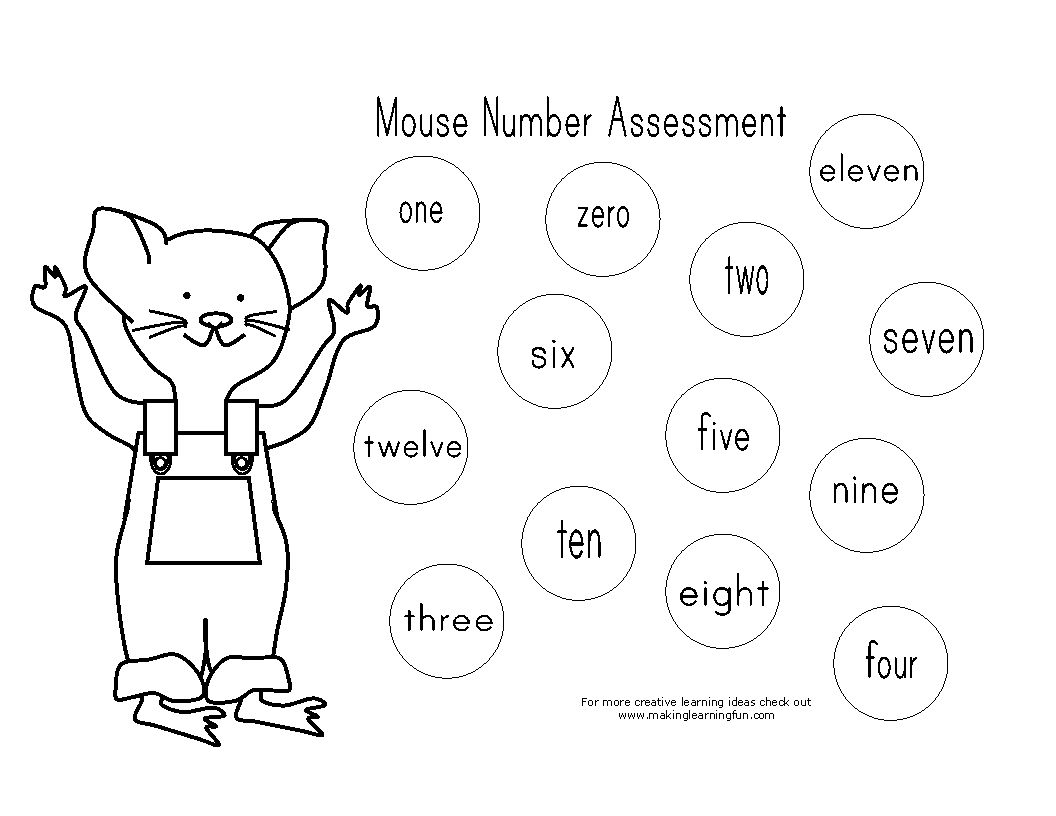 Mouse Number Assessment
eleven
one
zero
two
six
seven
twelve
five
nine
ten
eight
three
four
For more creative learning ideas check out
www.makinglearningfun.com